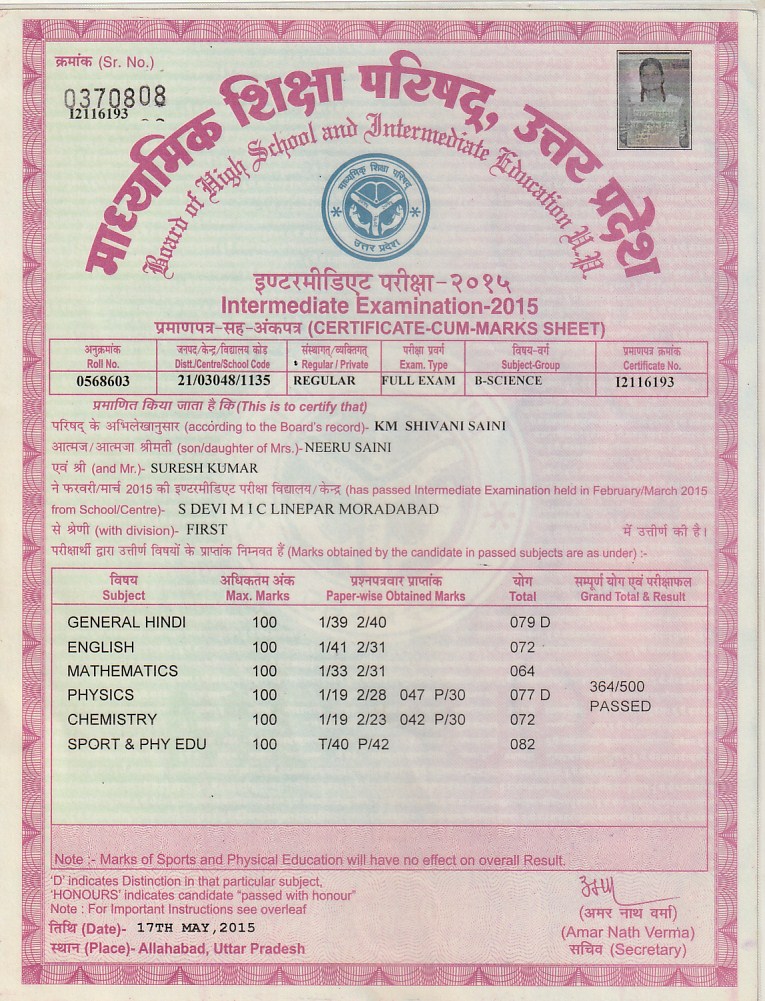 क्रमांक (Sr. No.)
0370808
I2116193
माध्यमिक शिक्षा परिषद्, उत्तर प्रदेश
Board of High School and Intermediate Education U.P.
माध्यमिक शिक्षा परिषद्
उत्तर प्रदेश
इण्टरमीडिएट परीक्षा-२०१५
Intermediate Examination-2015
प्रमाणपत्र-सह-अंकपत्र (CERTIFICATE-CUM-MARKS SHEET)
अनुक्रमांक जनपद/केन्द्र/विद्यालय कोड संस्थागत/व्यक्तिगत परीक्षा प्रवर्ग विषय-वर्ग प्रमाणपत्र क्रमांक
Roll No. Distt./Centre/School Code Regular / Private Exam. Type Subject-Group Certificate No.
0568603 21/03048/1135 REGULAR FULL EXAM B-SCIENCE I2116193
प्रमाणित किया जाता है कि (This is to certify that)
परिषद के अभिलेखानुसार (according to the Board's record)- KM SHIVANI SAINI
आत्मज/आत्मजा श्रीमती (son/daughter of Mrs.)- NEERU SAINI
एवं श्री (and Mr.)- SURESH KUMAR
ने फरवरी/मार्च 2015 की इण्टरमीडिएट परीक्षा विद्यालय/केन्द्र (has passed Intermediate Examination held in February/March 2015
from School/Centre)- S DEVI M I C LINEPAR MORADABAD
से श्रेणी (with division)- FIRST में उत्तीर्ण की है।
परीक्षार्थी द्वारा उत्तीर्ण विषयों के प्राप्तांक निम्नवत हैं (Marks obtained by the candidate in passed subjects are as under) :-
विषय अधिकतम अंक प्रश्नपत्रवार प्राप्तांक योग सम्पूर्ण योग एवं परीक्षाफल
Subject Max. Marks Paper-wise Obtained Marks Total Grand Total & Result
GENERAL HINDI 100 1/39 2/40 079 D
ENGLISH 100 1/41 2/31 072
MATHEMATICS 100 1/33 2/31 064
PHYSICS 100 1/19 2/28 047 P/30 077 D 364/500
PASSED
CHEMISTRY 100 1/19 2/23 042 P/30 072
SPORT & PHY EDU 100 T/40 P/42 082
Note :- Marks of Sports and Physical Education will have no effect on overall Result.
'D' indicates Distinction in that particular subject,
'HONOURS' indicates candidate "passed with honour"
Note : For Important Instructions see overleaf
तिथि (Date)- 17TH MAY,2015
स्थान (Place)- Allahabad, Uttar Pradesh
(अमर नाथ वर्मा)
(Amar Nath Verma)
सचिव (Secretary)